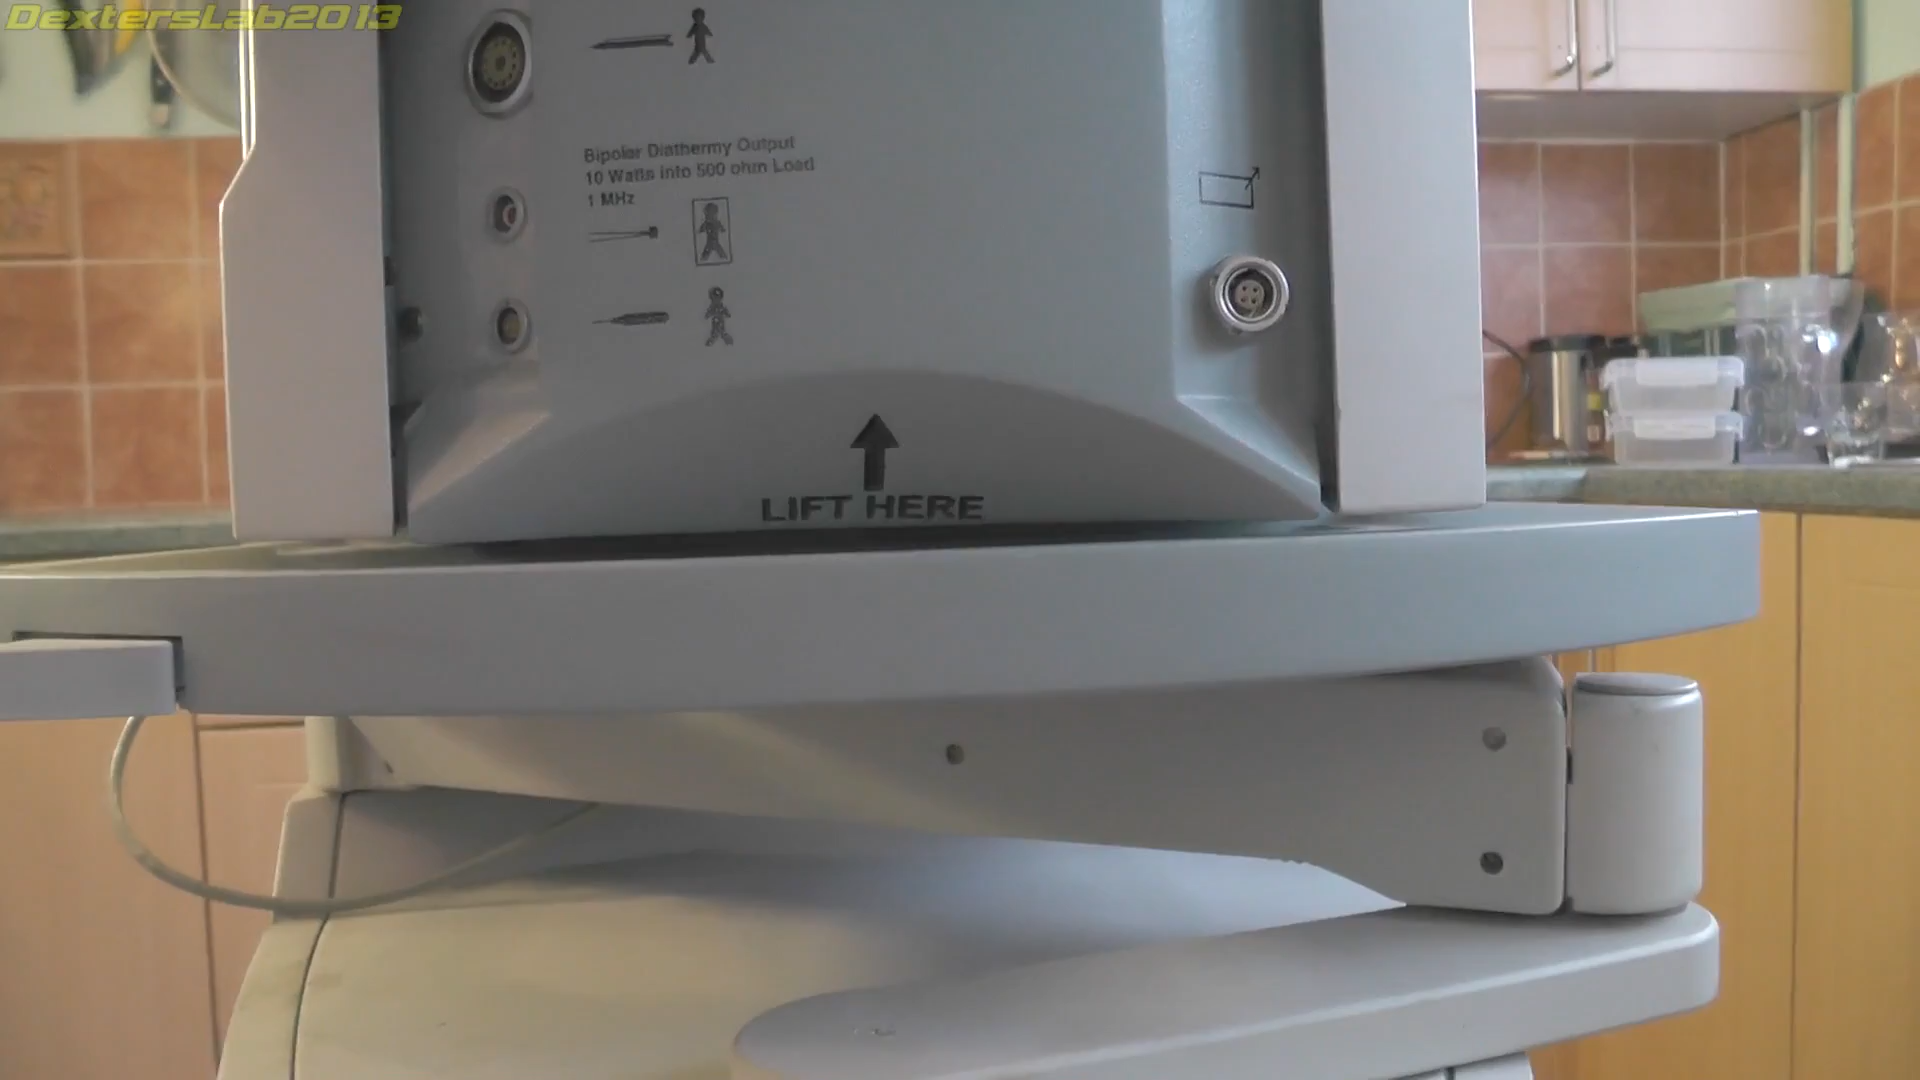 DextersLab2013
Bipolar Diathermy Output
10 Watts into 500 ohm Load
1 MHz
LIFT HERE